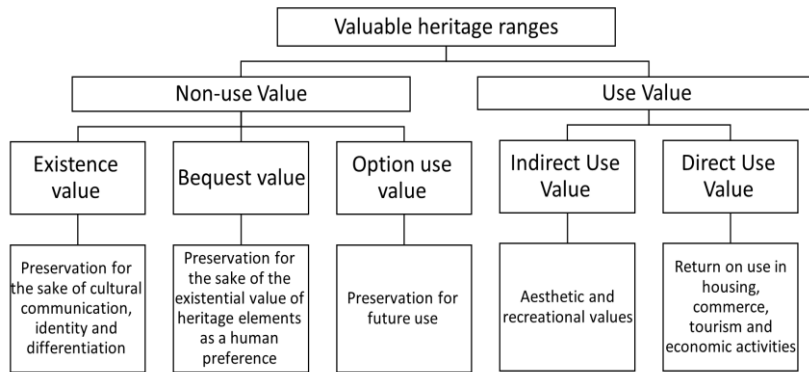 Valuable heritage ranges
Non-use Value
Use Value
Existence
value
Bequest value
Option use
value
Indirect Use
Value
Direct Use
Value
Preservation for
the sake of cultural
communication,
identity and
differentiation
Preservation for
the sake of the
existential value of
heritage elements
as a human
preference
Preservation for
future use
Aesthetic and
recreational values
Return on use in
housing,
commerce,
tourism and
economic activities